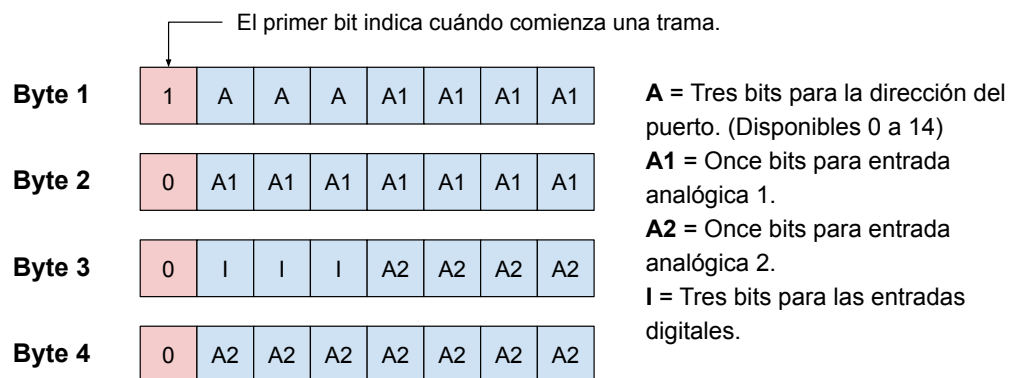 El primer bit indica cuándo comienza una trama.
Byte 1 1 A A A A1 A1 A1 A1
Byte 2 0 A1 A1 A1 A1 A1 A1 A1
Byte 3 0 I I I A2 A2 A2 A2
Byte 4 0 A2 A2 A2 A2 A2 A2 A2
A = Tres bits para la dirección del
puerto. (Disponibles 0 a 14)
A1 = Once bits para entrada
analógica 1.
A2 = Once bits para entrada
analógica 2.
I = Tres bits para las entradas
digitales.